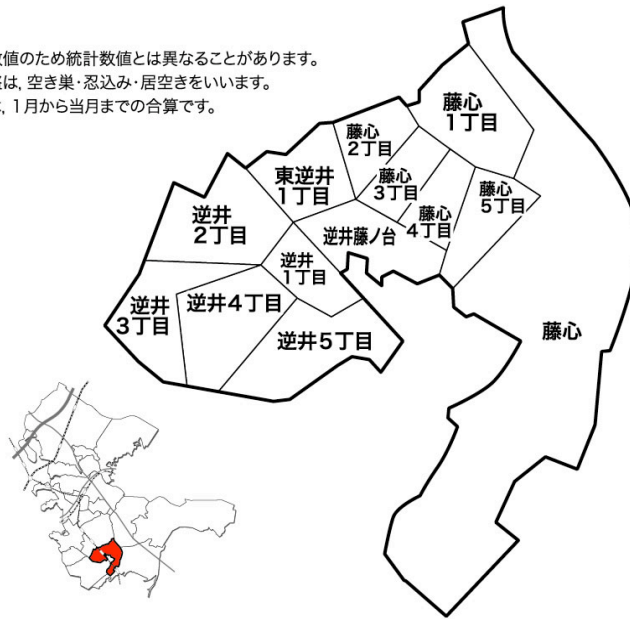 数値のため統計数値とは異なることがあります。
は, 空き巣・忍込み・居空きをいいます。
, 1月から当月までの合算です。
藤心
1丁目
藤心
2丁目
東逆井
1丁目
藤心
3丁目
藤心
5丁目
逆井
2丁目
藤心
4丁目
逆井藤ノ台
逆井
1丁目
逆井
3丁目
逆井4丁目
逆井5丁目
藤心